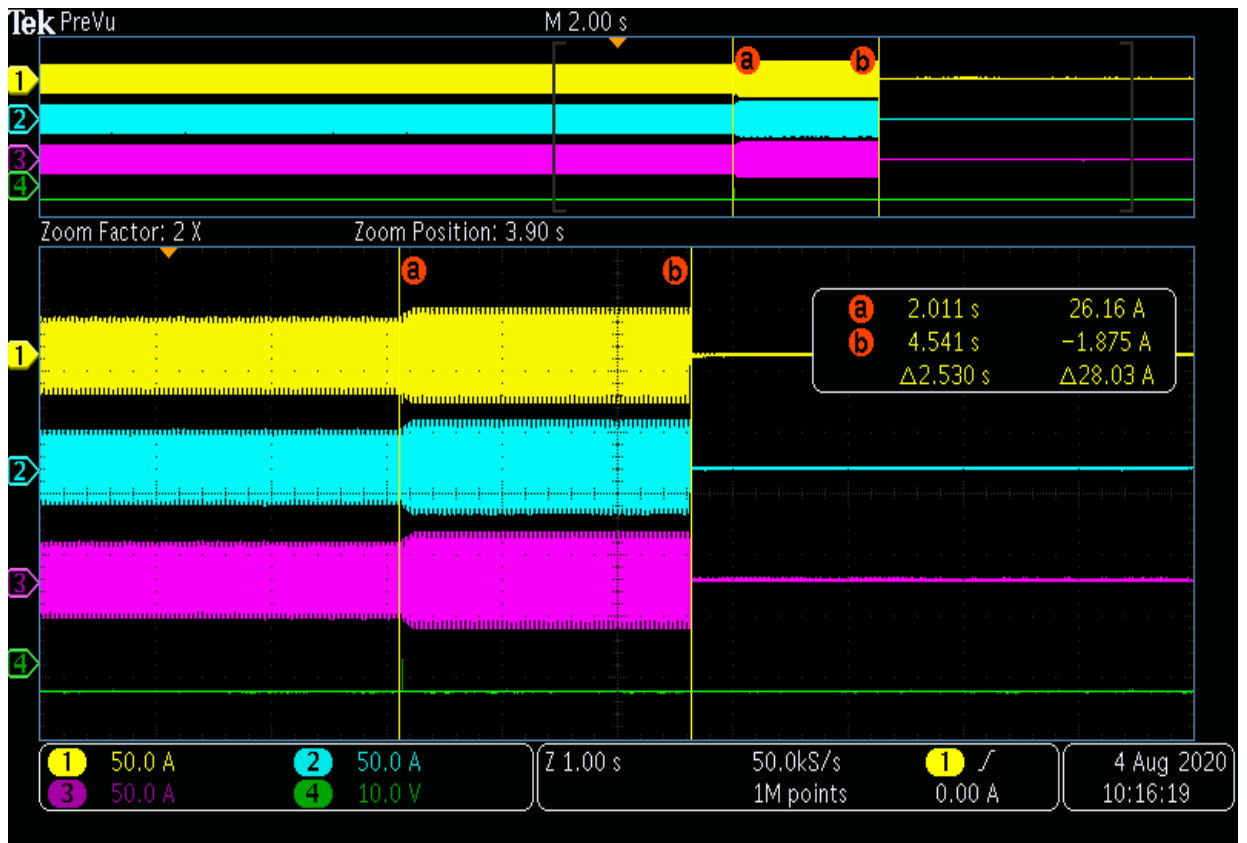 Tek PreVu M 2.00 s
a b
1
2
3
4
Zoom Factor: 2 X Zoom Position: 3.90 s
a b
a 2.011 s 26.16 A
b 4.541 s −1.875 A
Δ2.530 s Δ28.03 A
1
2
3
4
1 50.0 A 2 50.0 A Z 1.00 s 50.0kS/s 1 4 Aug 2020
3 50.0 A 4 10.0 V 1M points 0.00 A 10:16:19